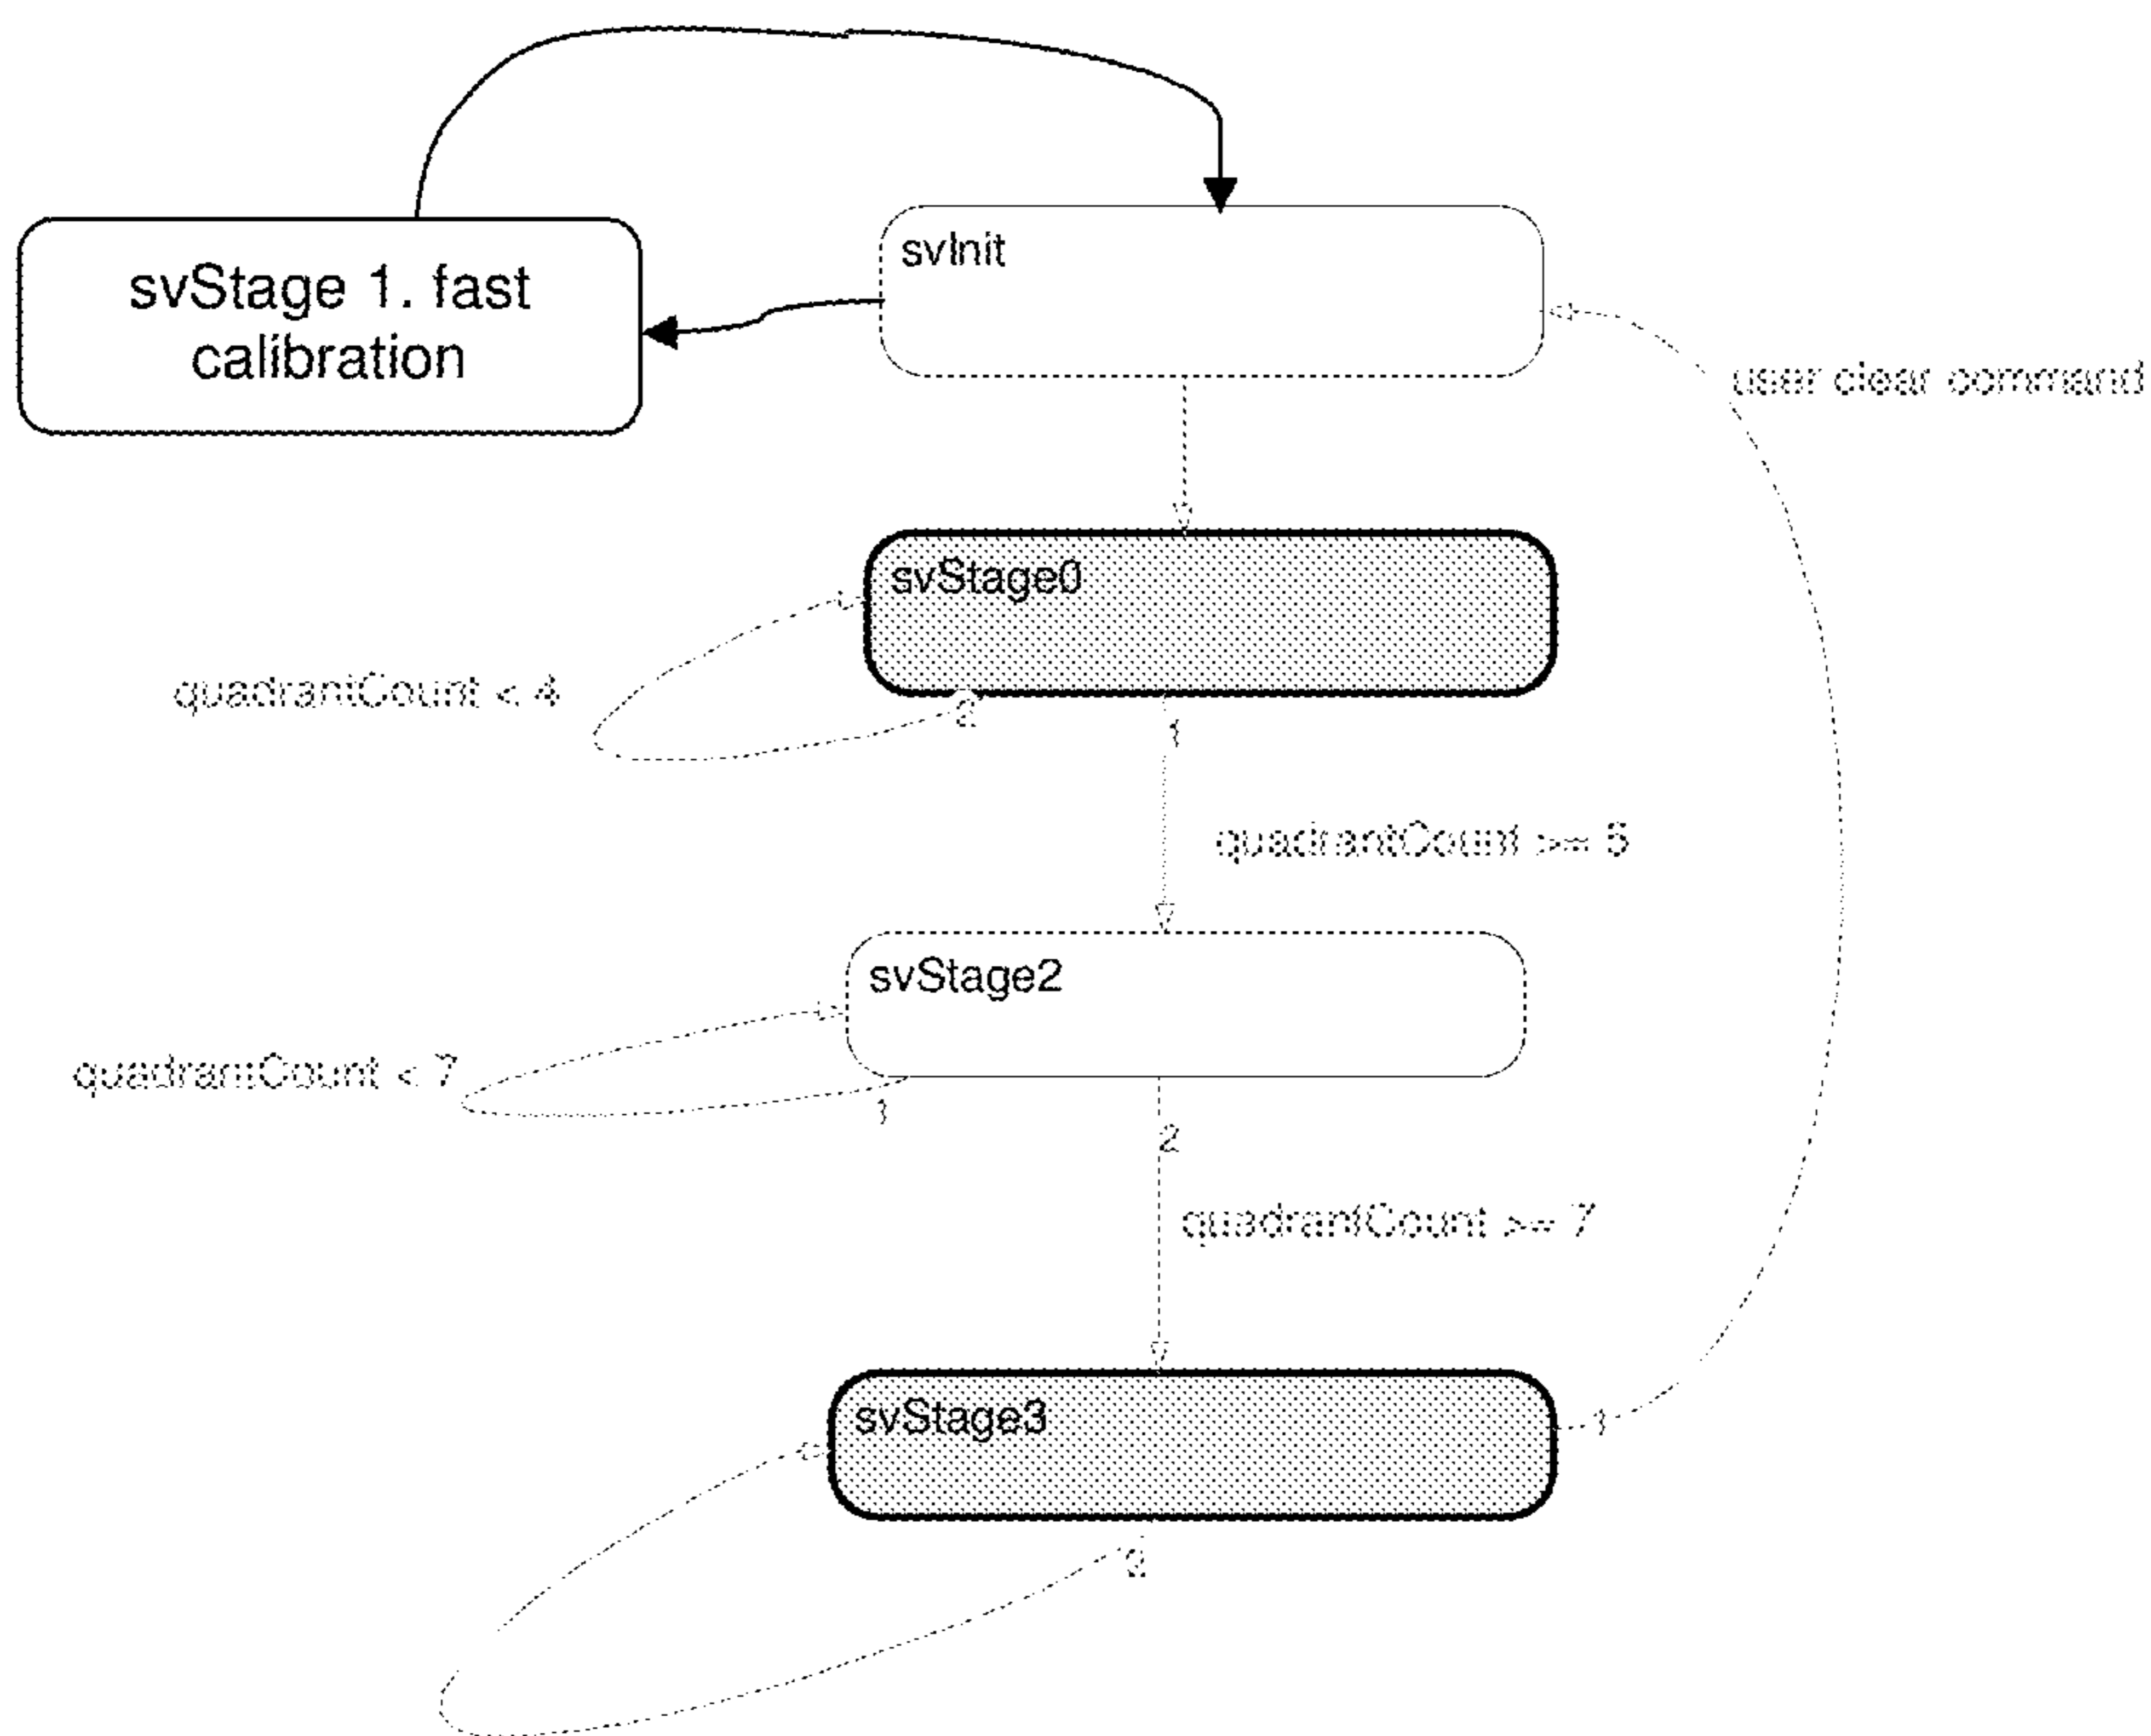 svInit
svStage 1. fast
calibration
user clear command
svStage0
quadrantCount < 4
2
1
quadrantCount >= 5
svStage2
quadrantCount < 7
1
2
quadrantCount >= 7
svStage3
1
2